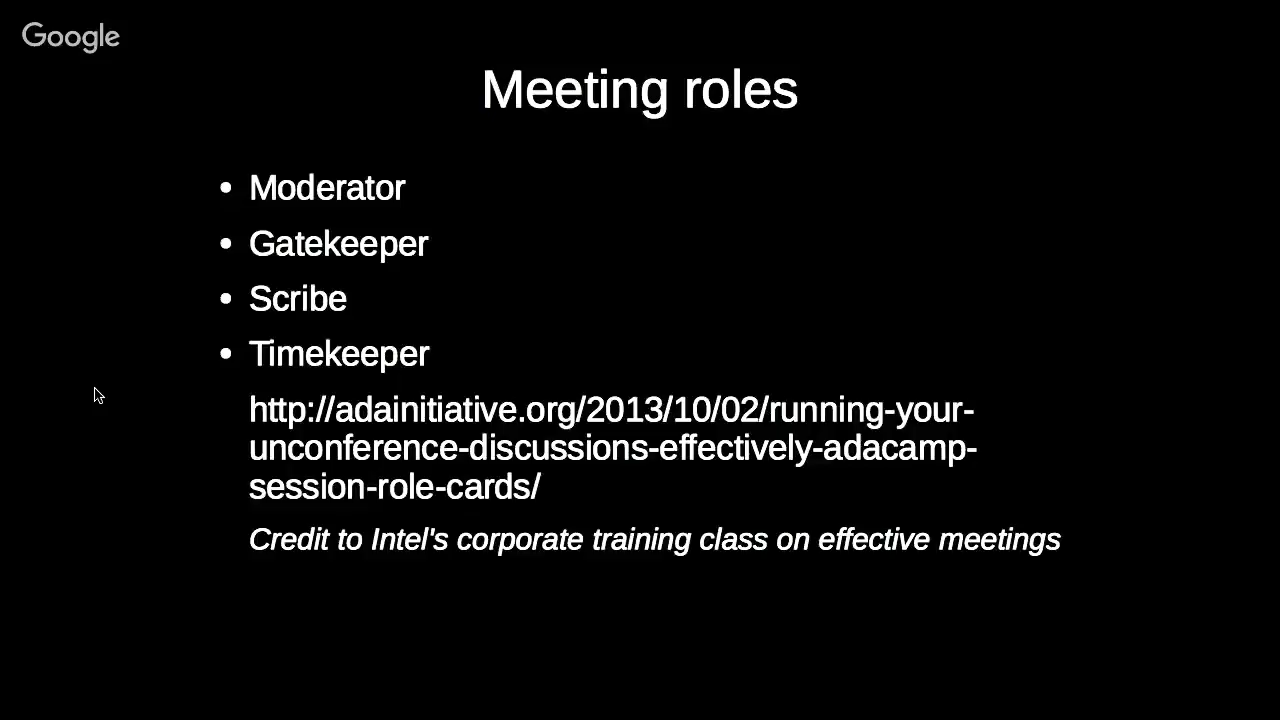 Google
Meeting roles
• Moderator
• Gatekeeper
• Scribe
• Timekeeper
http://adainitiative.org/2013/10/02/running-your-
unconference-discussions-effectively-adacamp-
session-role-cards/
Credit to Intel's corporate training class on effective meetings